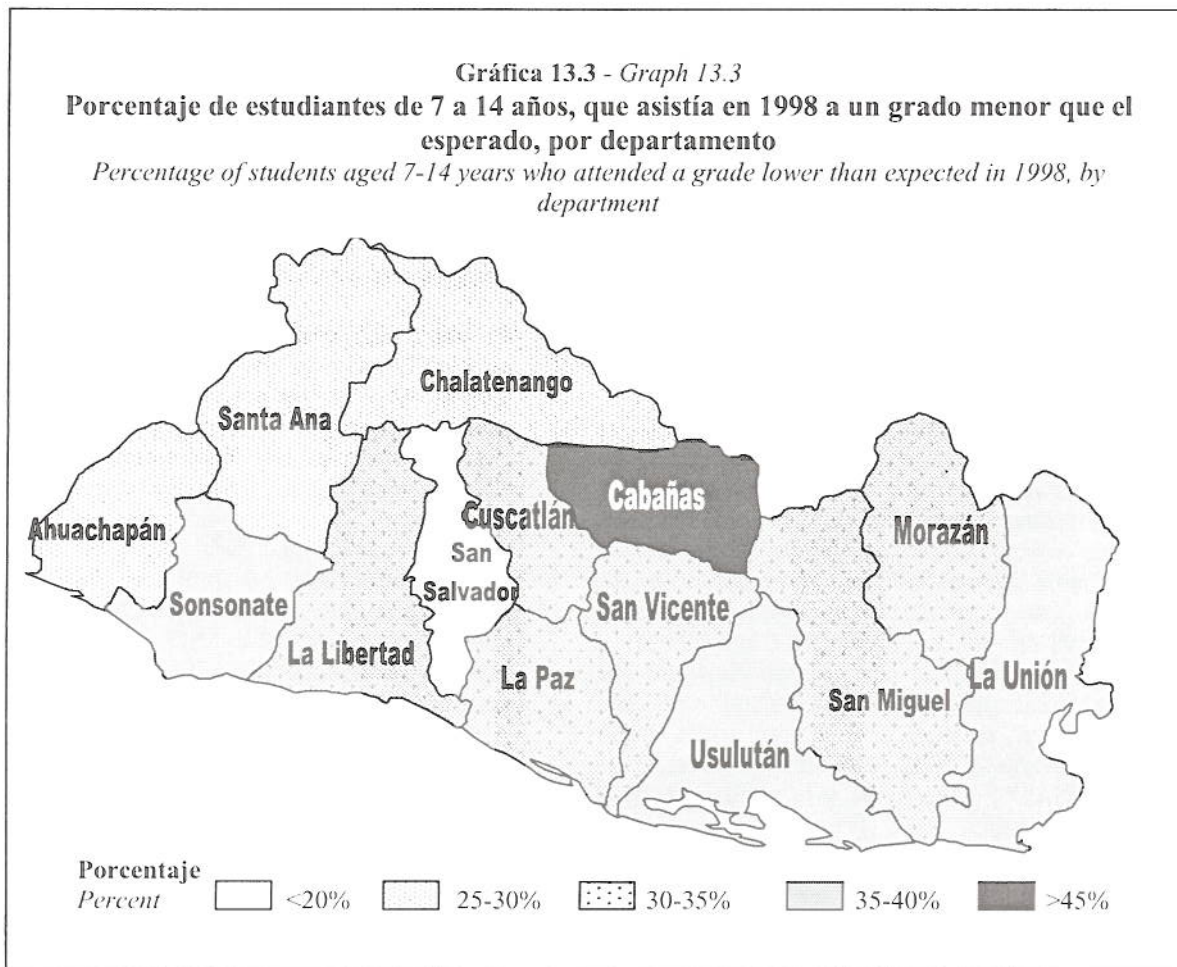 Gráfica 13.3 - Graph 13.3
Porcentaje de estudiantes de 7 a 14 años, que asistía en 1998 a un grado menor que el
esperado, por departamento
Percentage of students aged 7-14 years who attended a grade lower than expected in 1998, by
department
Chalatenango
Santa Ana
Cabañas
Ahuachapán
Cuscatlán
Morazán
San
Salvador
Sonsonate
San Vicente
La Libertad
La Paz
La Unión
San Miguel
Usulután
Porcentaje
Percent <20% 25-30% 30-35% 35-40% >45%